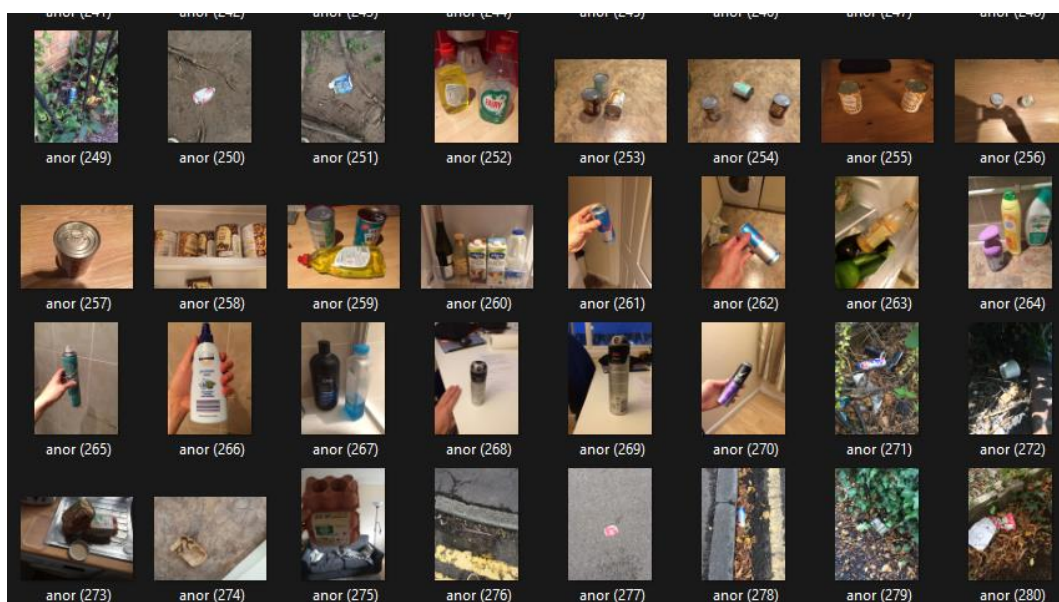 anor (249) anor (250) anor (251) anor (252) anor (253) anor (254) anor (255) anor (256)
FAIRY
anor (257) anor (258) anor (259) anor (260) anor (261) anor (262) anor (263) anor (264)
anor (265) anor (266) anor (267) anor (268) anor (269) anor (270) anor (271) anor (272)
anor (273) anor (274) anor (275) anor (276) anor (277) anor (278) anor (279) anor (280)